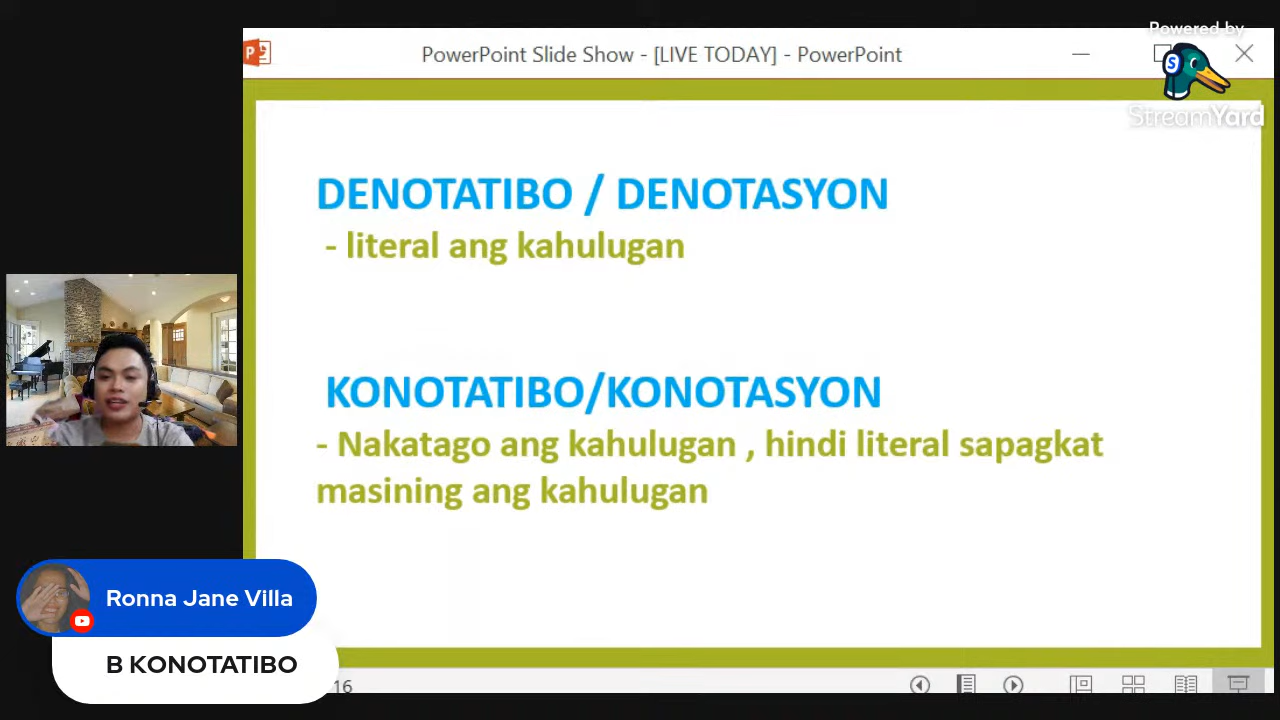 Powered by
StreamYard
PowerPoint Slide Show - [LIVE TODAY] - PowerPoint
DENOTATIBO / DENOTASYON
- literal ang kahulugan
KONOTATIBO/KONOTASYON
- Nakatago ang kahulugan , hindi literal sapagkat
masining ang kahulugan
Ronna Jane Villa
B KONOTATIBO
16